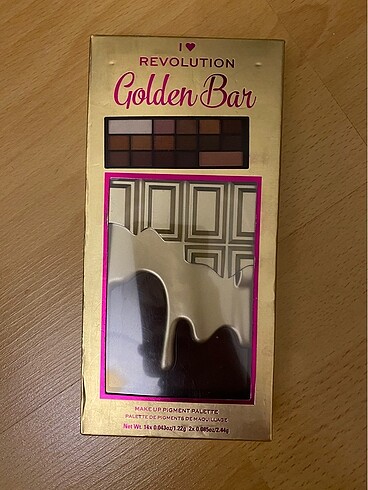 I ♥
REVOLUTION
Golden Bar
MAKE UP PIGMENT PALETTE
PALETTE DE PIGMENTS DE MAQUILLAGE
Net Wt. 14x 0.043oz/1.22g 2x 0.085oz/2.44g